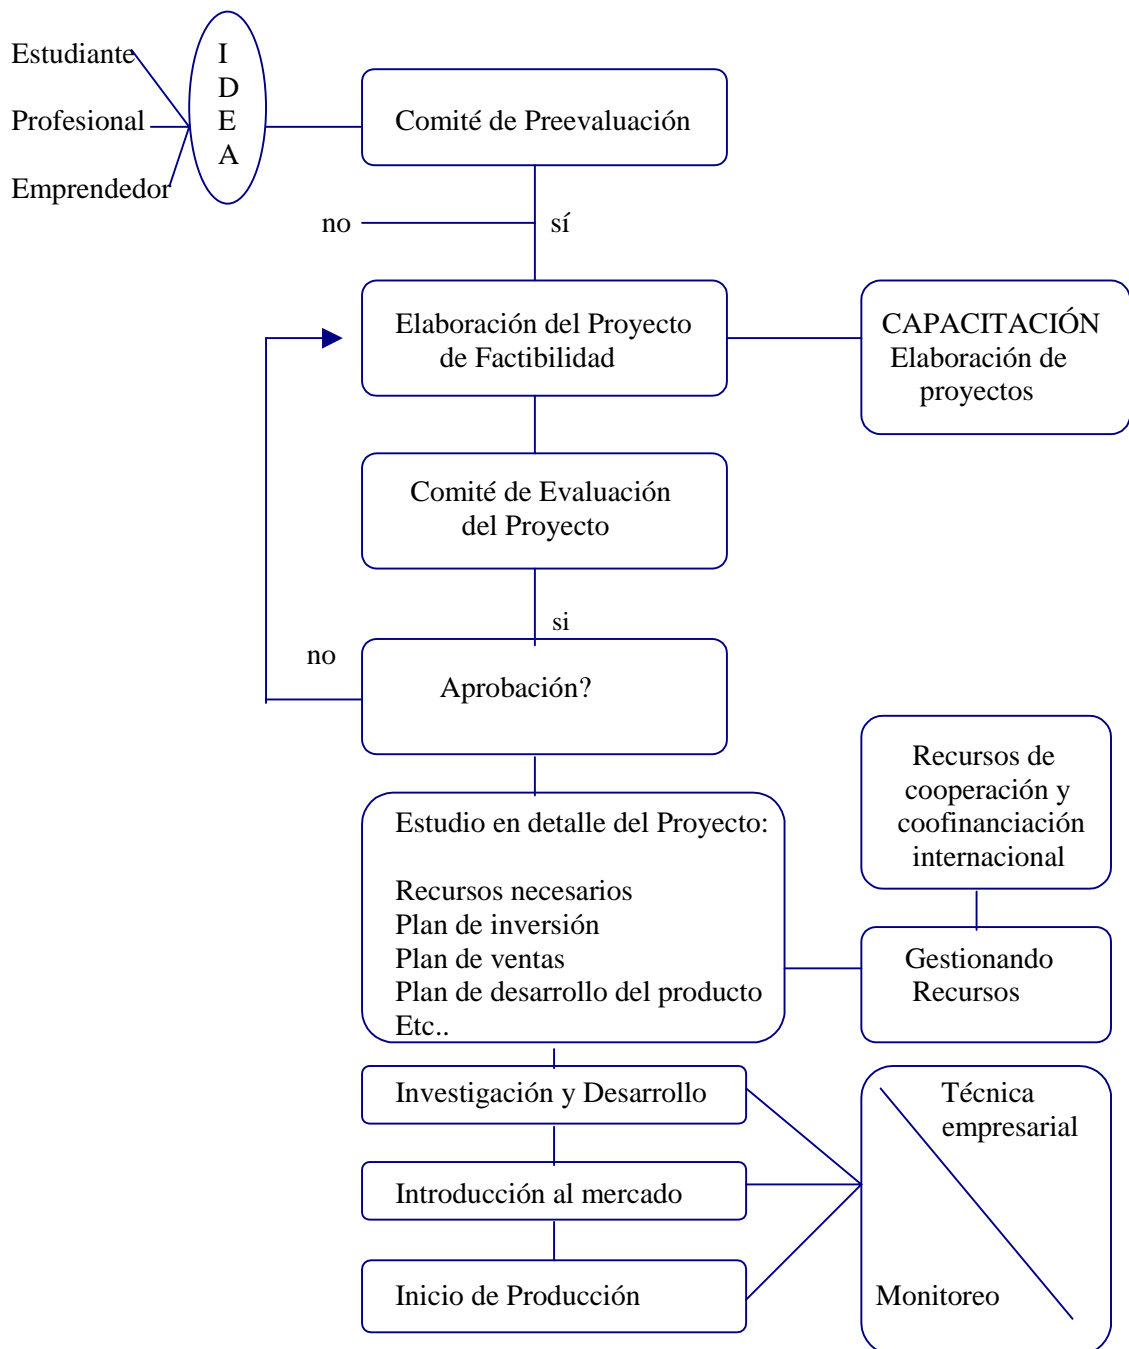 Estudiante
Profesional
Emprendedor
I
D
E
A
Comité de Preevaluación
no
sí
Elaboración del Proyecto
de Factibilidad
CAPACITACIÓN
Elaboración de
proyectos
Comité de Evaluación
del Proyecto
si
no
Aprobación?
Estudio en detalle del Proyecto:
Recursos necesarios
Plan de inversión
Plan de ventas
Plan de desarrollo del producto
Etc..
Recursos de
cooperación y
coofinanciación
internacional
Gestionando
Recursos
Investigación y Desarrollo
Introducción al mercado
Inicio de Producción
Técnica
empresarial
Monitoreo